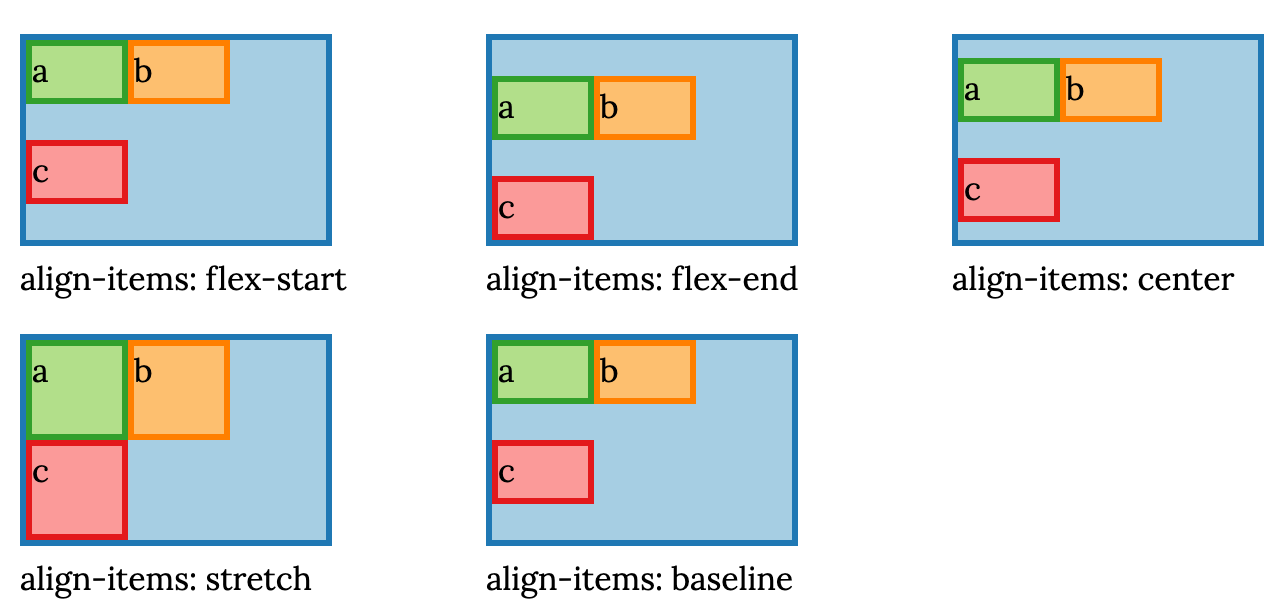 a b
c
align-items: flex-start
a b
c
align-items: flex-end
a b
c
align-items: center
a b
c
align-items: stretch
a b
c
align-items: baseline